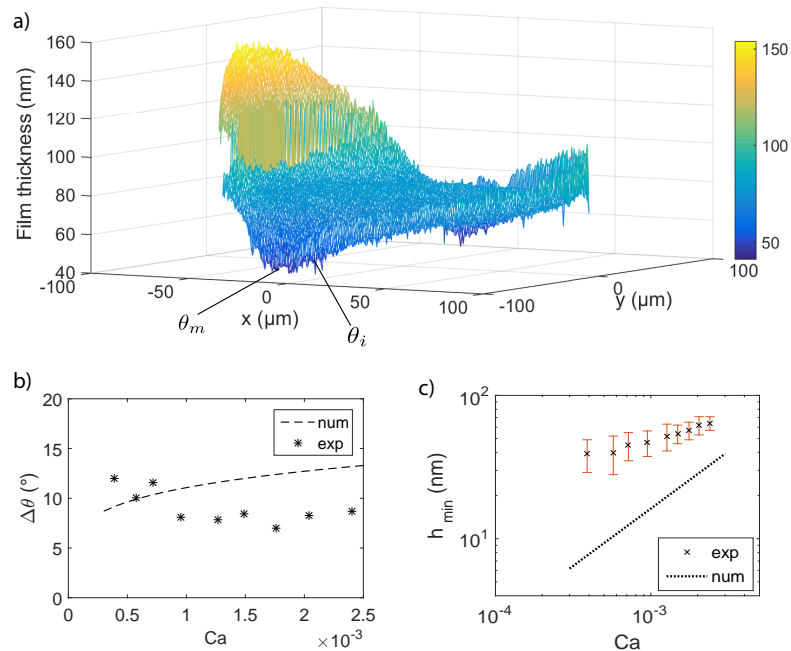 a)
160
140
120
100
80
60
40
Film thickness (nm)
-100
-50
0
50
100
x (μm)
-100
0
100
y (μm)
θm
θi
150
100
50
b)
20
15
10
5
0
Δθ (°)
num
exp
0
0.5
1
1.5
2
2.5
Ca
×10⁻³
c)
10²
10¹
h min (nm)
exp
num
10⁻⁴
10⁻³
Ca